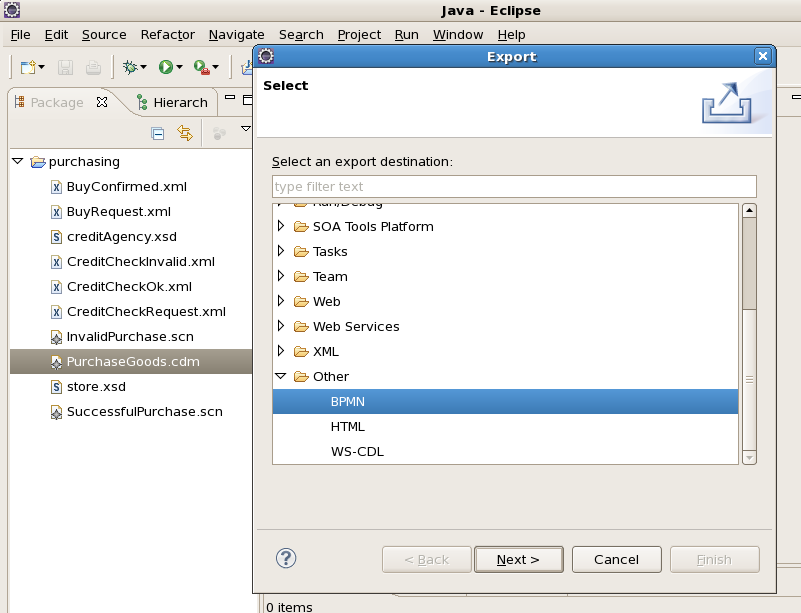 Java - Eclipse
File Edit Source Refactor Navigate Search Project Run Window Help
Export
Package Hierarch
Select
Select an export destination:
type filter text
purchasing
BuyConfirmed.xml
BuyRequest.xml
creditAgency.xsd
CreditCheckInvalid.xml
CreditCheckOk.xml
CreditCheckRequest.xml
InvalidPurchase.scn
PurchaseGoods.cdm
store.xsd
SuccessfulPurchase.scn
Run/Debug
SOA Tools Platform
Tasks
Team
Web
Web Services
XML
Other
BPMN
HTML
WS-CDL
< Back Next > Cancel Finish
0 items